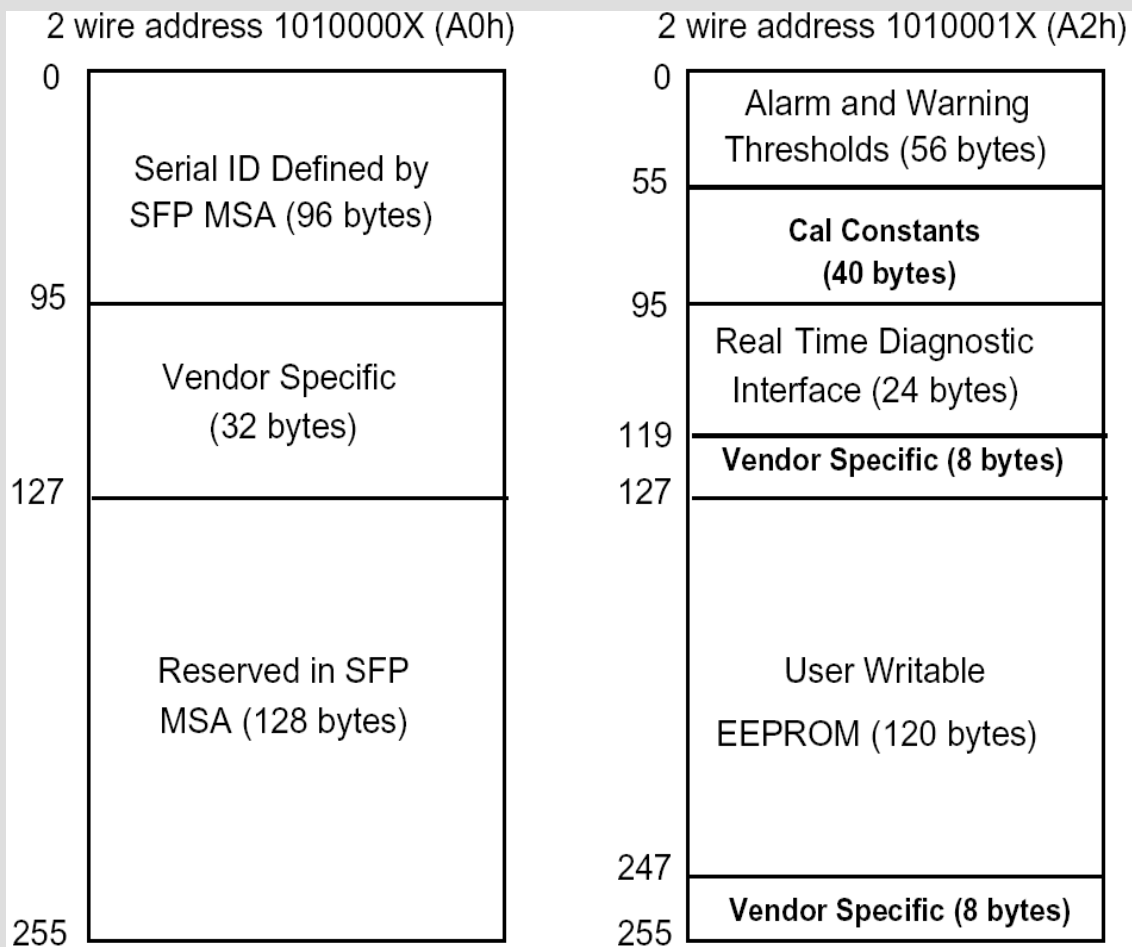 2 wire address 1010000X (A0h)
0
Serial ID Defined by
SFP MSA (96 bytes)
95
Vendor Specific
(32 bytes)
127
Reserved in SFP
MSA (128 bytes)
255
2 wire address 1010001X (A2h)
0
Alarm and Warning
Thresholds (56 bytes)
55
Cal Constants
(40 bytes)
95
Real Time Diagnostic
Interface (24 bytes)
119
Vendor Specific (8 bytes)
127
User Writable
EEPROM (120 bytes)
247
Vendor Specific (8 bytes)
255